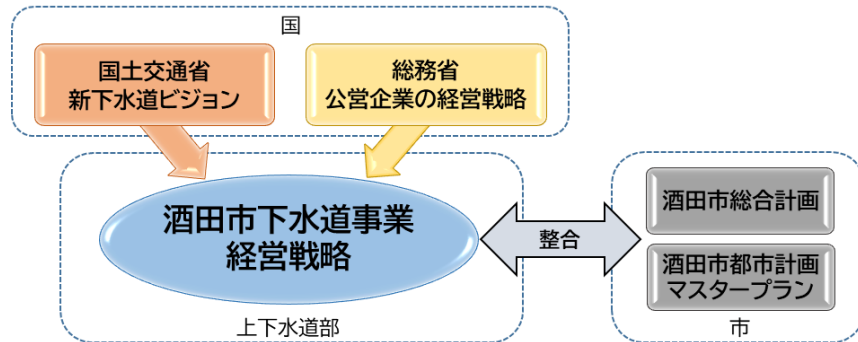 国
国土交通省
新下水道ビジョン
総務省
公営企業の経営戦略
酒田市下水道事業
経営戦略
上下水道部
整合
酒田市総合計画
酒田市都市計画
マスタープラン
市